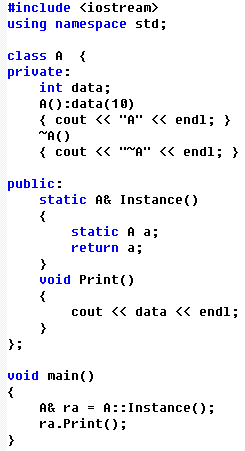 #include <iostream>
using namespace std;
class A  {
private:
    int data;
    A():data(10)
    { cout << "A" << endl; }
    ~A()
    { cout << "~A" << endl; }
public:
    static A& Instance()
    {
        static A a;
        return a;
    }
    void Print()
    {
        cout << data << endl;
    }
};
void main()
{
    A& ra = A::Instance();
    ra.Print();
}